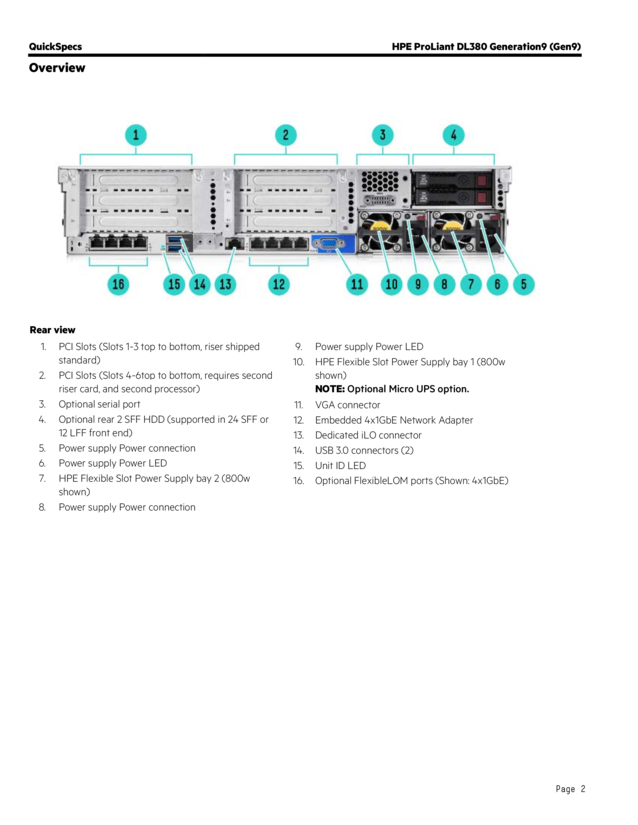 QuickSpecs
HPE ProLiant DL380 Generation9 (Gen9)
Overview
1
2
3
4
16
15
14
13
12
11
10
9
8
7
6
5
Rear view
1. PCI Slots (Slots 1-3 top to bottom, riser shipped
standard)
2. PCI Slots (Slots 4-6top to bottom, requires second
riser card, and second processor)
3. Optional serial port
4. Optional rear 2 SFF HDD (supported in 24 SFF or
12 LFF front end)
5. Power supply Power connection
6. Power supply Power LED
7. HPE Flexible Slot Power Supply bay 2 (800w
shown)
8. Power supply Power connection
9. Power supply Power LED
10. HPE Flexible Slot Power Supply bay 1 (800w
shown)
NOTE: Optional Micro UPS option.
11. VGA connector
12. Embedded 4x1GbE Network Adapter
13. Dedicated iLO connector
14. USB 3.0 connectors (2)
15. Unit ID LED
16. Optional FlexibleLOM ports (Shown: 4x1GbE)
Page 2